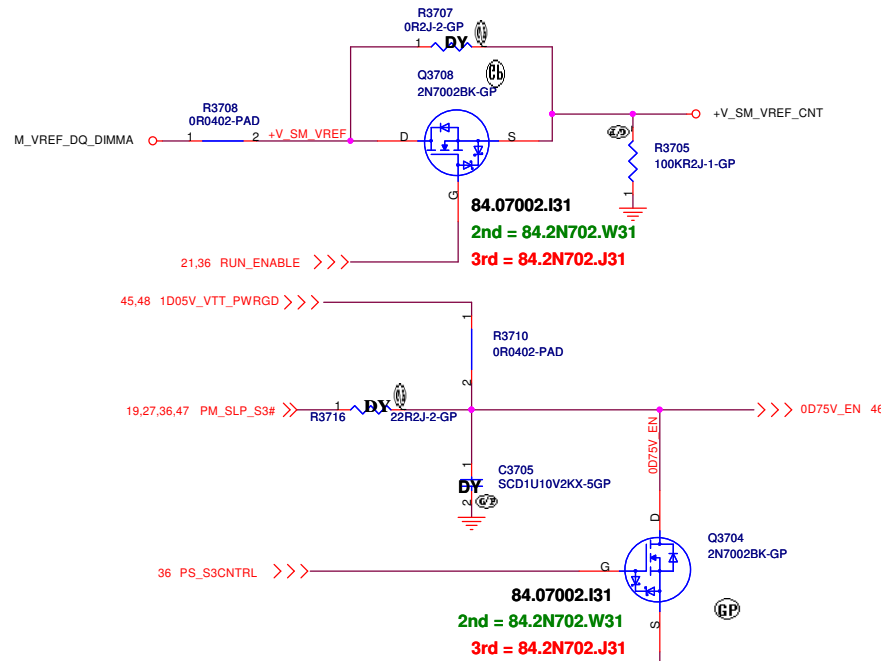 R3707
0R2J-2-GP
1
DY
Q3708
2N7002BK-GP
R3708
0R0402-PAD
M_VREF_DQ_DIMMA
1
2
+V_SM_VREF
D
S
G
+V_SM_VREF_CNT
R3705
100KR2J-1-GP
1
84.07002.I31
2nd = 84.2N702.W31
3rd = 84.2N702.J31
21,36 RUN_ENABLE
45,48 1D05V_VTT_PWRGD
1
R3710
0R0402-PAD
2
19,27,36,47 PM_SLP_S3#
1
DY
R3716
22R2J-2-GP
0D75V_EN 46
0D75V_EN
1
C3705
SCD1U10V2KX-5GP
DY
2
D
Q3704
2N7002BK-GP
36 PS_S3CNTRL
G
S
GP
84.07002.I31
2nd = 84.2N702.W31
3rd = 84.2N702.J31